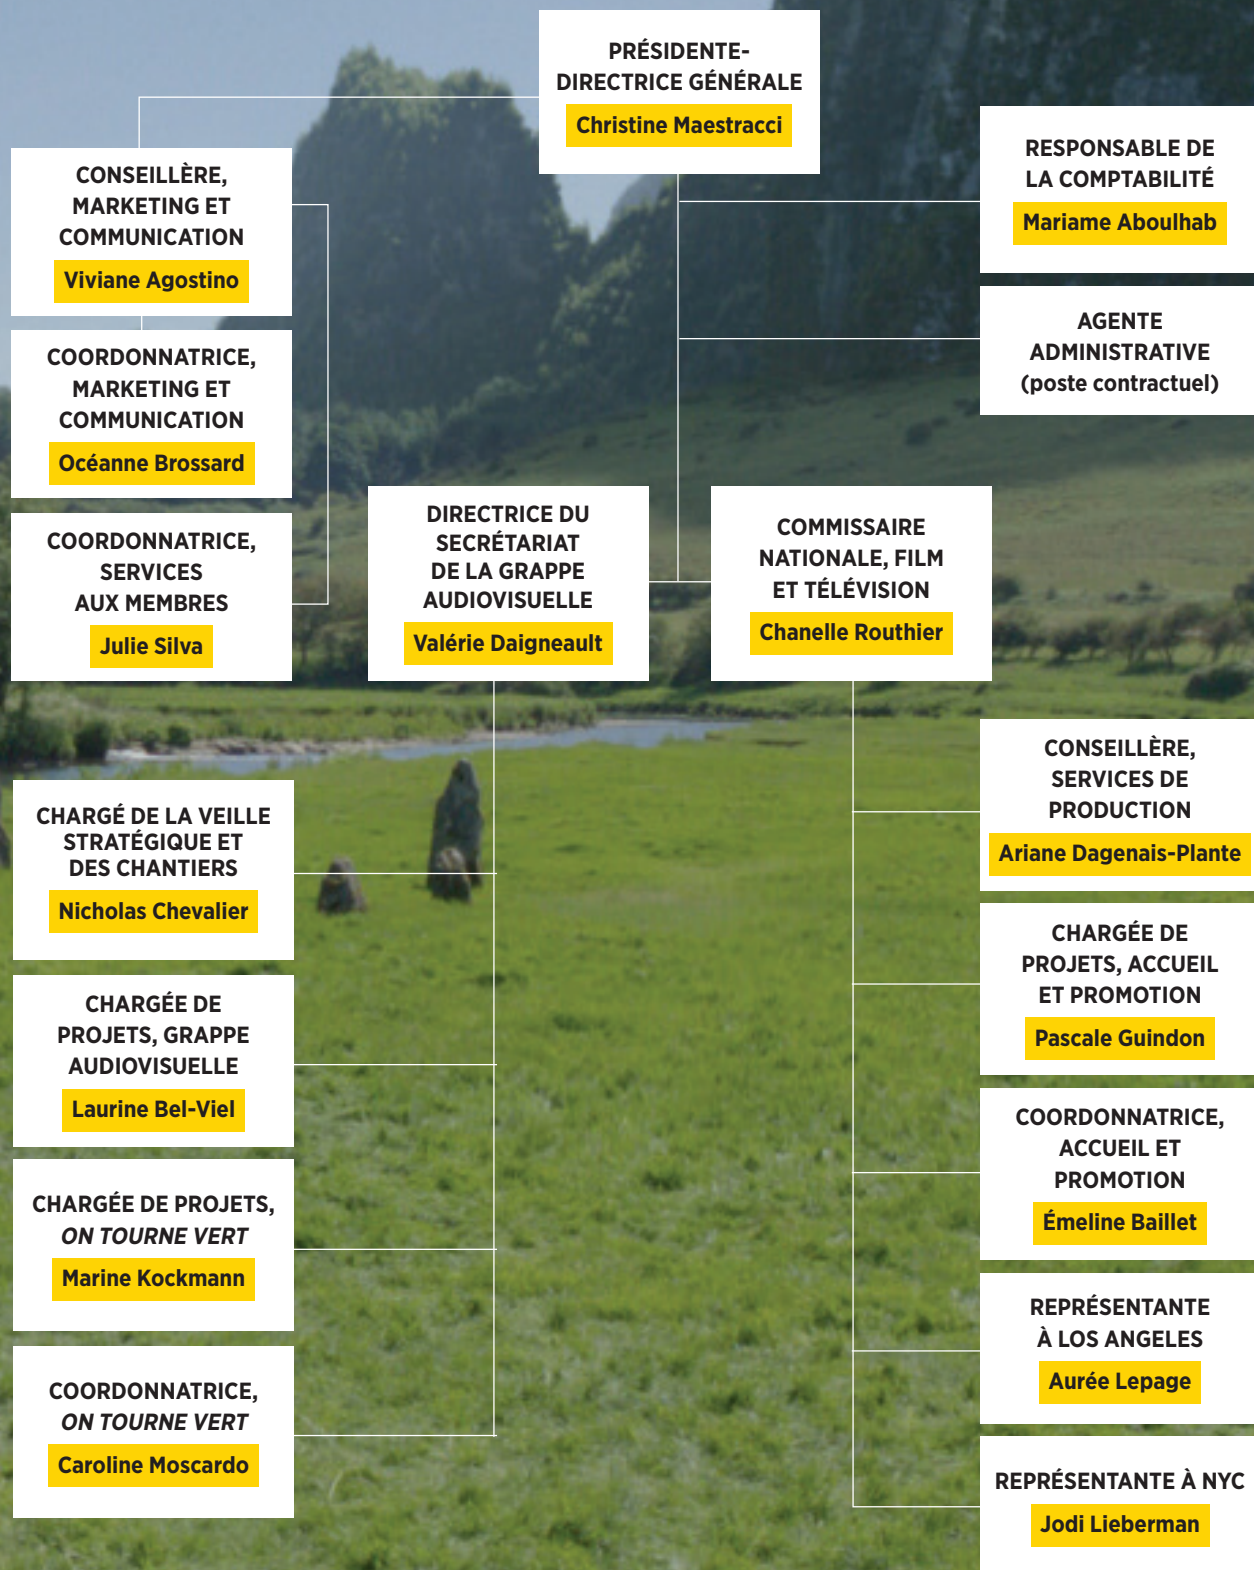 PRÉSIDENTE-
DIRECTRICE GÉNÉRALE
Christine Maestracci
CONSEILLÈRE,
MARKETING ET
COMMUNICATION
Viviane Agostino
RESPONSABLE DE
LA COMPTABILITÉ
Mariame Aboulhab
AGENTE
ADMINISTRATIVE
(poste contractuel)
COORDONNATRICE,
MARKETING ET
COMMUNICATION
Océanne Brossard
COORDONNATRICE,
SERVICES
AUX MEMBRES
Julie Silva
DIRECTRICE DU
SECRÉTARIAT
DE LA GRAPPE
AUDIOVISUELLE
Valérie Daigneault
COMMISSAIRE
NATIONALE, FILM
ET TÉLÉVISION
Chanelle Routhier
CHARGÉ DE LA VEILLE
STRATÉGIQUE ET
DES CHANTIERS
Nicholas Chevalier
CHARGÉE DE
PROJETS, GRAPPE
AUDIOVISUELLE
Laurine Bel-Viel
CHARGÉE DE PROJETS,
ON TOURNE VERT
Marine Kockmann
COORDONNATRICE,
ON TOURNE VERT
Caroline Moscardo
CONSEILLÈRE,
SERVICES DE
PRODUCTION
Ariane Dagenais-Plante
CHARGÉE DE
PROJETS, ACCUEIL
ET PROMOTION
Pascale Guindon
COORDONNATRICE,
ACCUEIL ET
PROMOTION
Émeline Baillet
REPRÉSENTANTE
À LOS ANGELES
Aurée Lepage
REPRÉSENTANTE À NYC
Jodi Lieberman